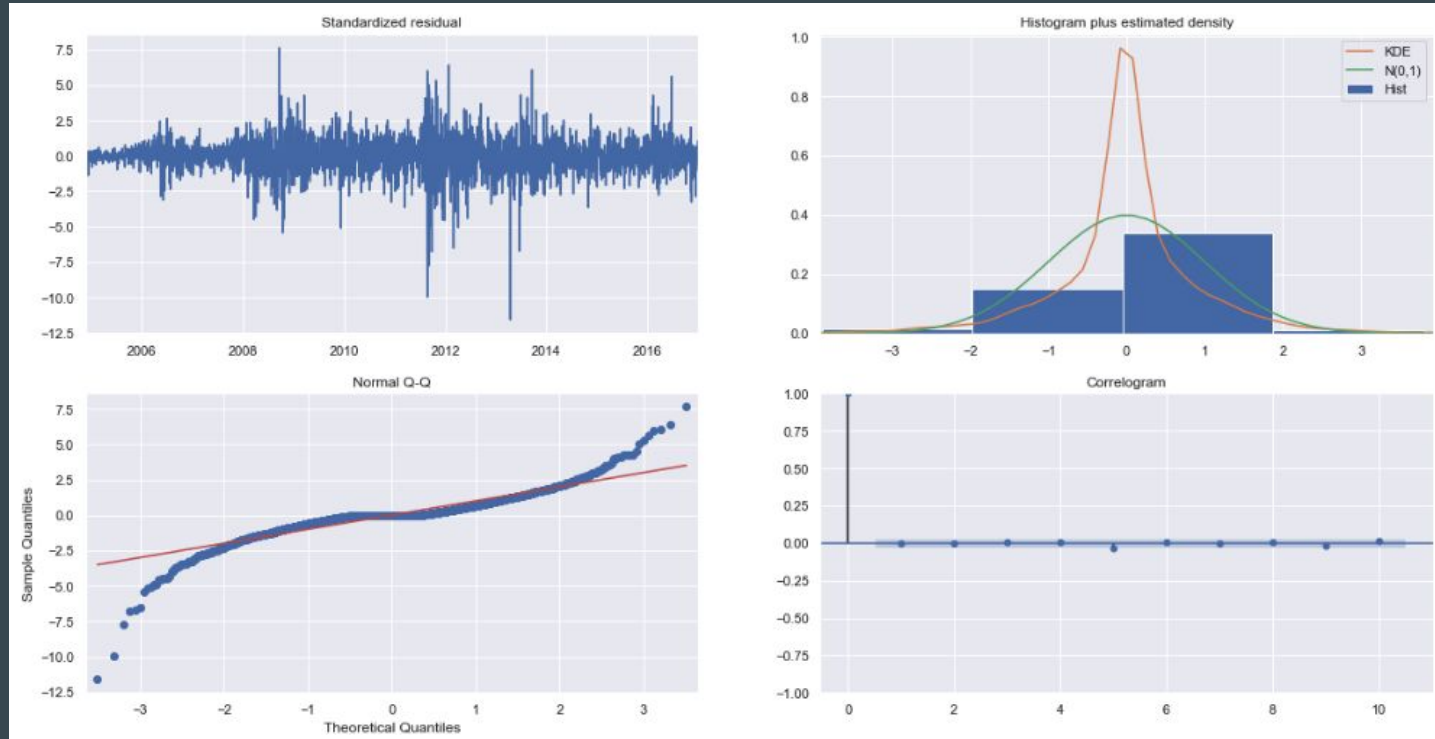 Standardized residual
7.5
5.0
2.5
0.0
−2.5
−5.0
−7.5
−10.0
−12.5
2006 2008 2010 2012 2014 2016
Histogram plus estimated density
1.0
0.8
0.6
0.4
0.2
0.0
KDE
N(0,1)
Hist
−3 −2 −1 0 1 2 3
Normal Q-Q
Sample Quantiles
7.5
5.0
2.5
0.0
−2.5
−5.0
−7.5
−10.0
−12.5
−3 −2 −1 0 1 2 3
Theoretical Quantiles
Correlogram
1.00
0.75
0.50
0.25
0.00
−0.25
−0.50
−0.75
−1.00
0 2 4 6 8 10